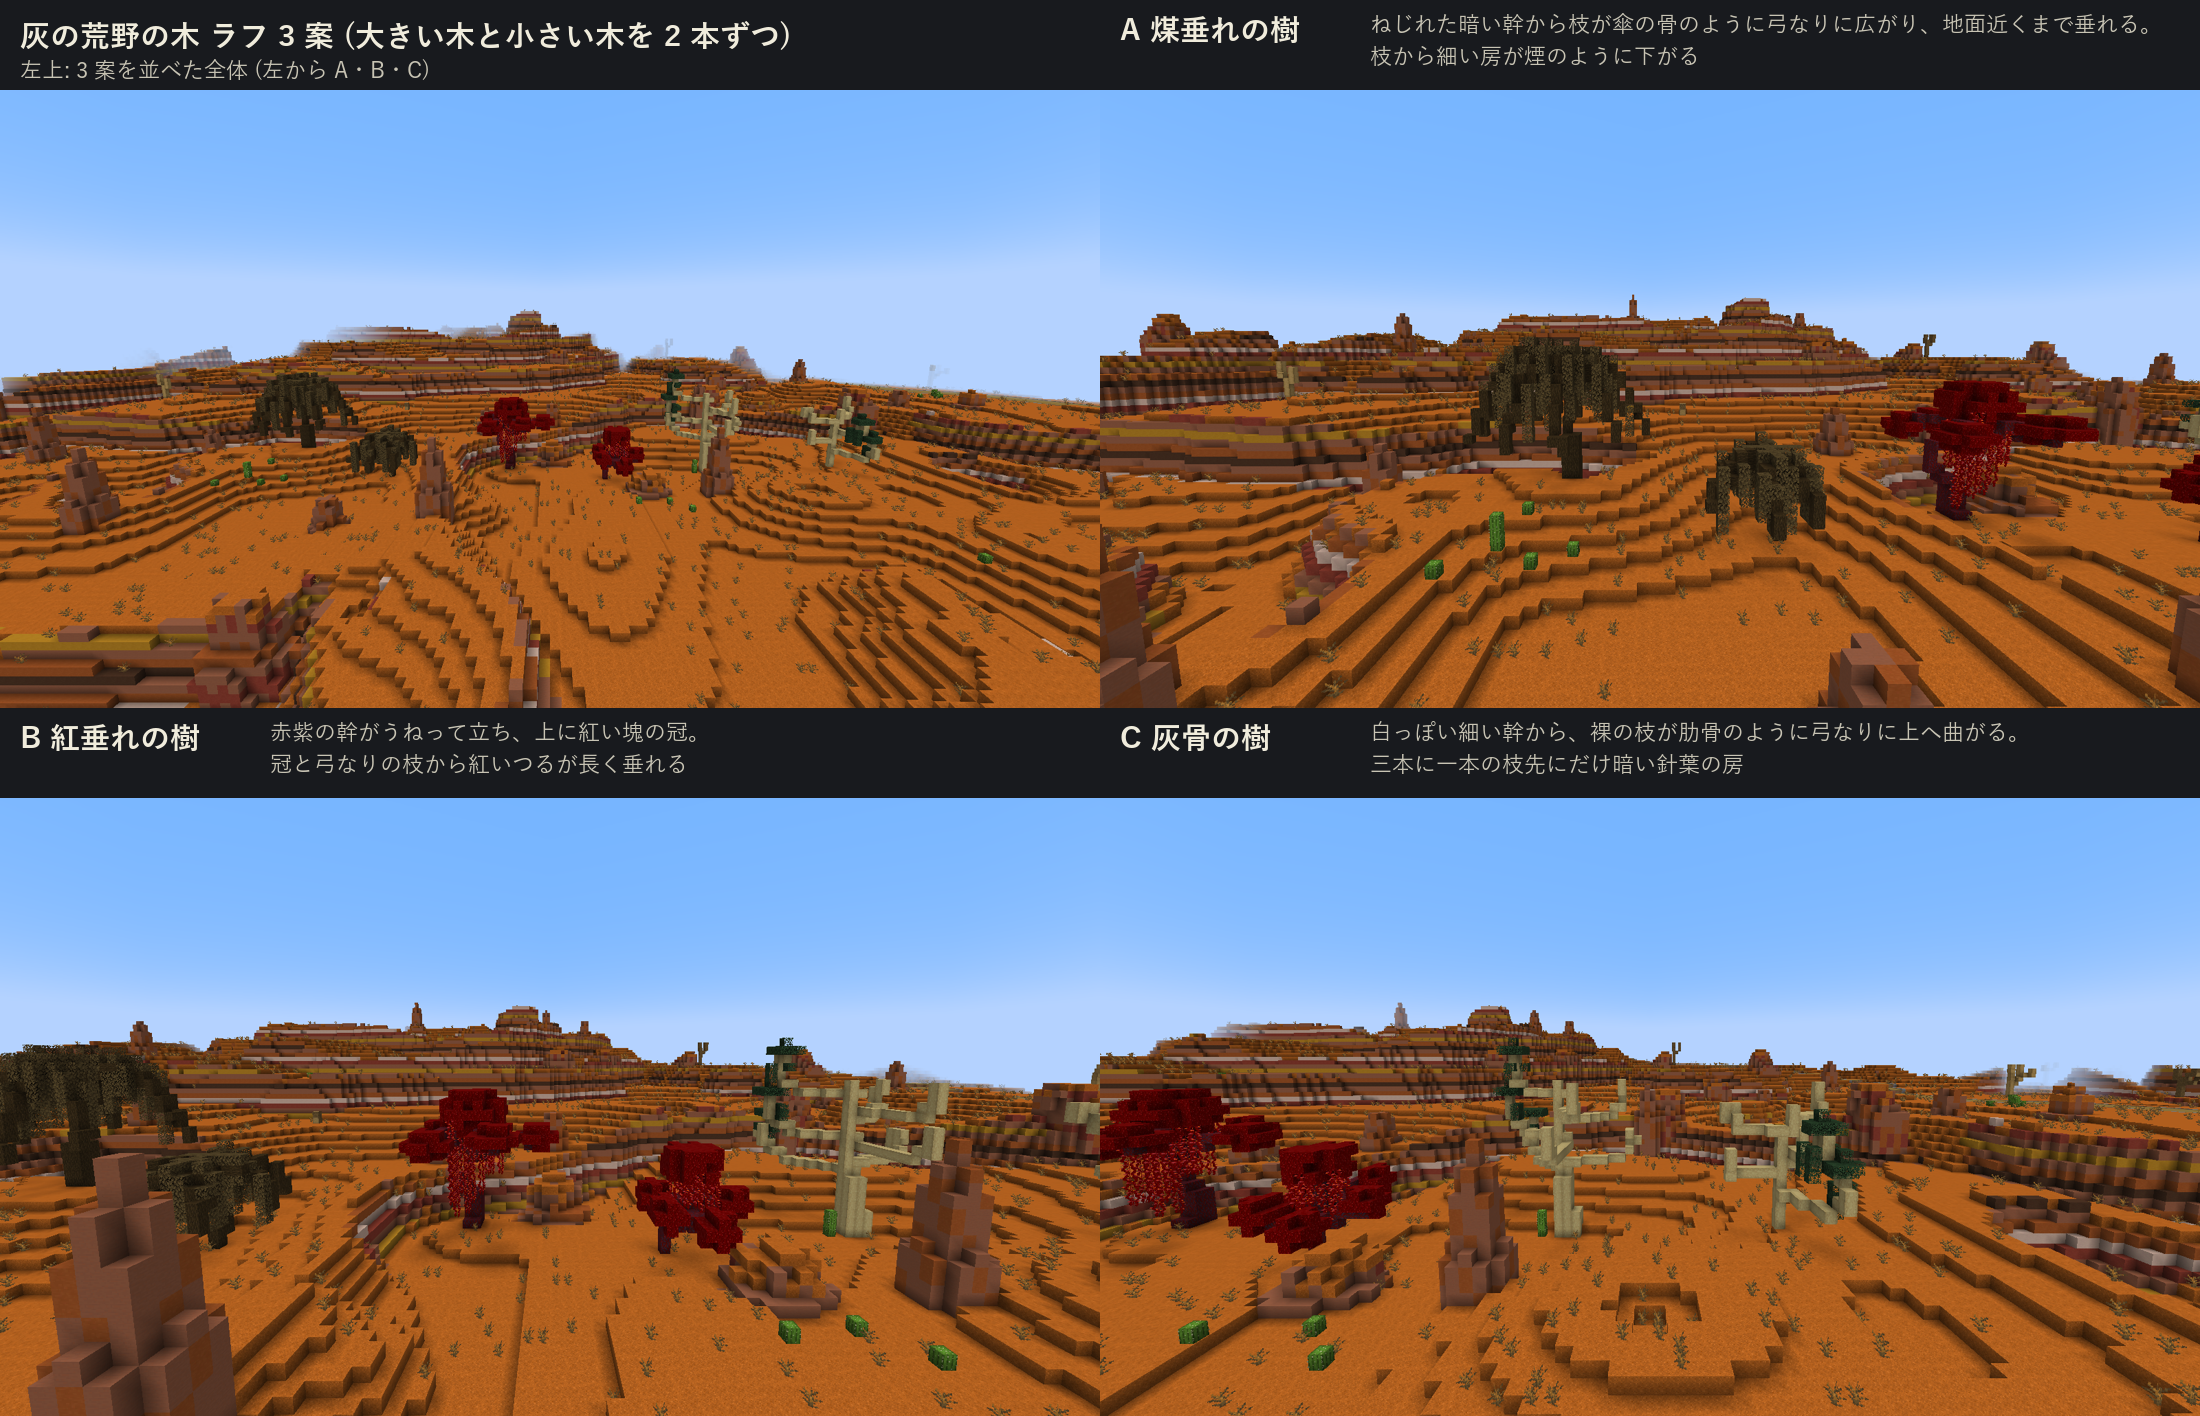 灰の荒野の木 ラフ 3 案 (大きい木と小さい木を 2 本ずつ)
左上: 3 案を並べた全体 (左から A・B・C)
A 煤垂れの樹
ねじれた暗い幹から枝が傘の骨のように弓なりに広がり、地面近くまで垂れる。
枝から細い房が煙のように下がる
B 紅垂れの樹
赤紫の幹がうねって立ち、上に紅い塊の冠。
冠と弓なりの枝から紅いつるが長く垂れる
C 灰骨の樹
白っぽい細い幹から、裸の枝が肋骨のように弓なりに上へ曲がる。
三本に一本の枝先にだけ暗い針葉の房